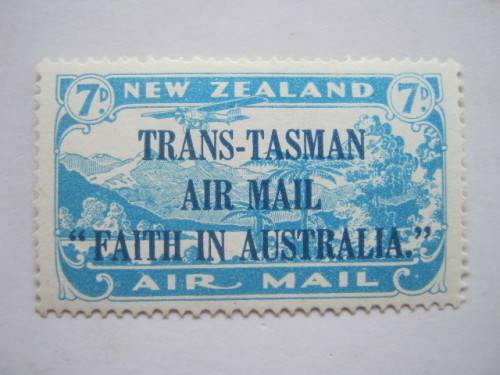 7D NEW ZEALAND 7D
TRANS-TASMAN
AIR MAIL
"FAITH IN AUSTRALIA."
AIR MAIL